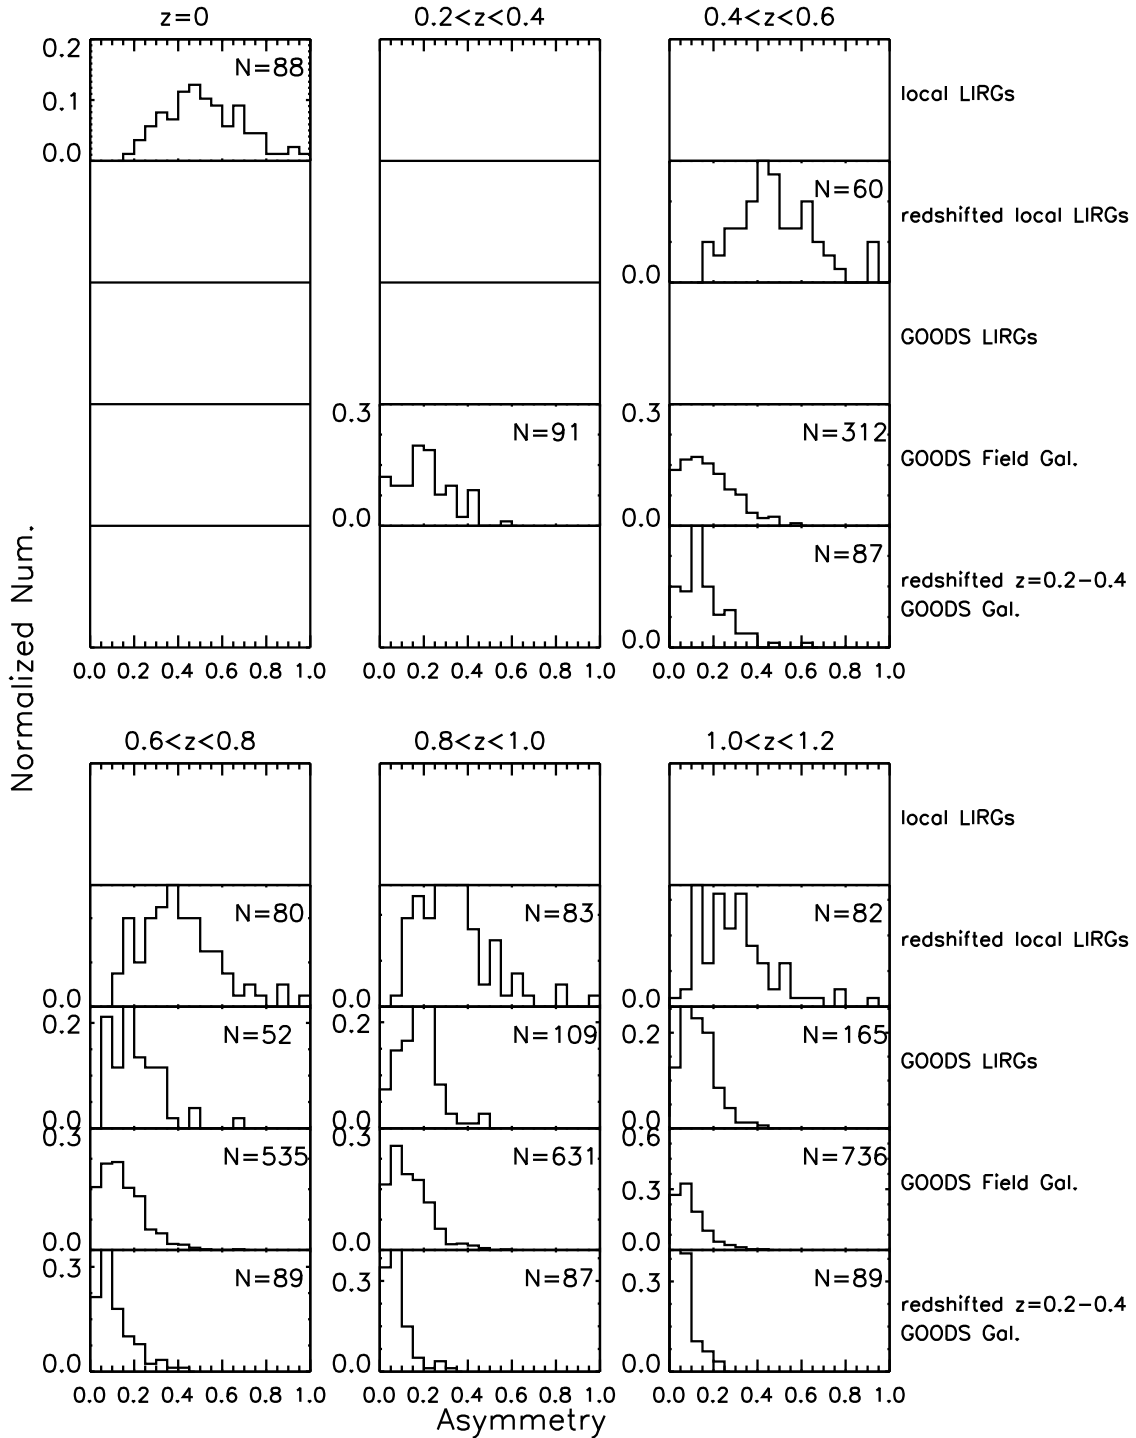 z=0 0.2<z<0.4 0.4<z<0.6
0.2 N=88
0.1 local LIRGs
0.0
N=60
redshifted local LIRGs
0.0
GOODS LIRGs
0.3 N=91 0.3 N=312
GOODS Field Gal.
0.0 0.0
N=87
redshifted z=0.2-0.4
GOODS Gal.
0.0
0.0 0.2 0.4 0.6 0.8 1.0 0.0 0.2 0.4 0.6 0.8 1.0 0.0 0.2 0.4 0.6 0.8 1.0
Normalized Num.
0.6<z<0.8 0.8<z<1.0 1.0<z<1.2
local LIRGs
N=80 N=83 N=82
redshifted local LIRGs
0.0 0.0 0.0
0.2 N=52 0.2 N=109 0.2 N=165
GOODS LIRGs
0.0 0.0 0.0
0.3 N=535 0.3 N=631 0.6 N=736
0.3 GOODS Field Gal.
0.0 0.0 0.0
0.3 N=89 0.3 N=87 0.3 N=89
redshifted z=0.2-0.4
GOODS Gal.
0.0 0.0 0.0
0.0 0.2 0.4 0.6 0.8 1.0 0.0 0.2 0.4 0.6 0.8 1.0 0.0 0.2 0.4 0.6 0.8 1.0
Asymmetry